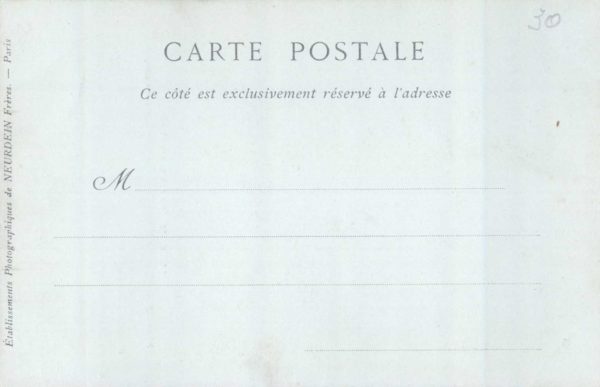 30
CARTE POSTALE
Ce côté est exclusivement réservé à l'adresse
M
Établissements Photographiques de NEURDEIN Frères. — Paris